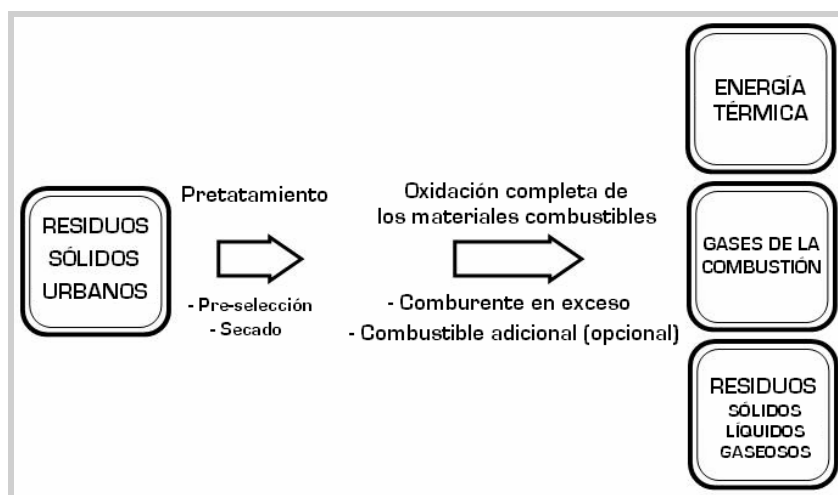 RESIDUOS
SÓLIDOS
URBANOS
Pretatamiento
- Pre-selección
- Secado
Oxidación completa de
los materiales combustibles
- Comburente en exceso
- Combustible adicional (opcional)
ENERGÍA
TÉRMICA
GASES DE LA
COMBUSTIÓN
RESIDUOS
SÓLIDOS
LÍQUIDOS
GASEOSOS